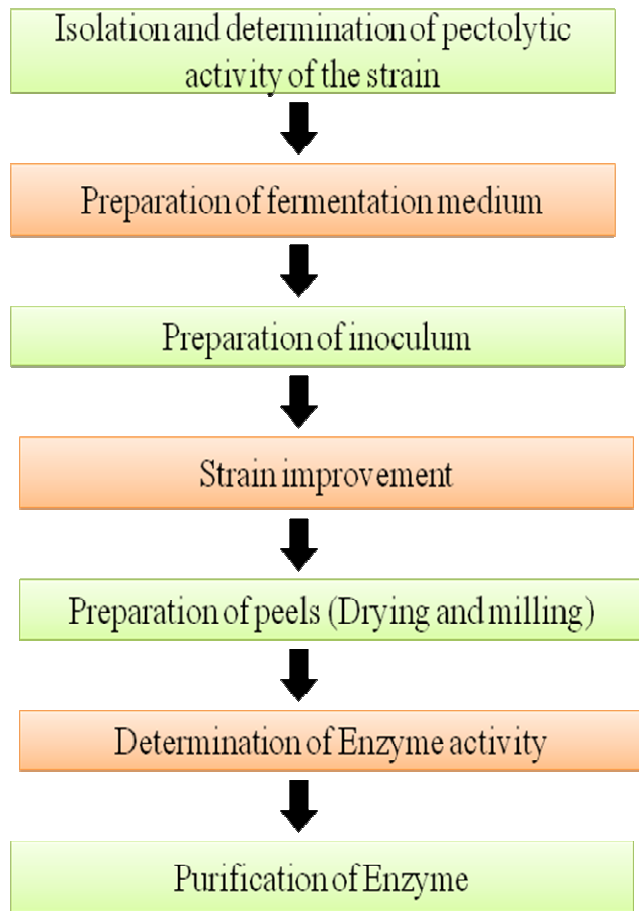 Isolation and determination of pectolytic
activity of the strain
Preparation of fermentation medium
Preparation of inoculum
Strain improvement
Preparation of peels (Drying and milling)
Determination of Enzyme activity
Purification of Enzyme